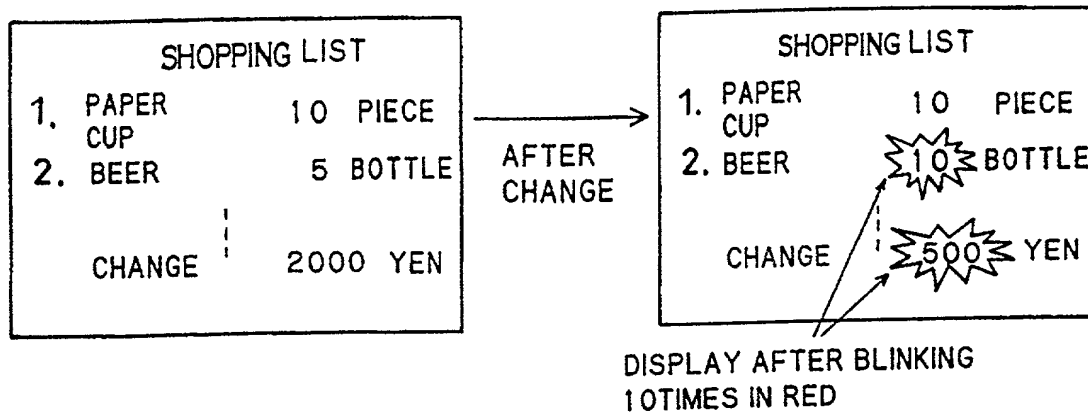 SHOPPING LIST
1. PAPER CUP 10 PIECE
2. BEER 5 BOTTLE
CHANGE 2000 YEN
AFTER
CHANGE
SHOPPING LIST
1. PAPER CUP 10 PIECE
2. BEER 10 BOTTLE
CHANGE 500 YEN
DISPLAY AFTER BLINKING
10TIMES IN RED